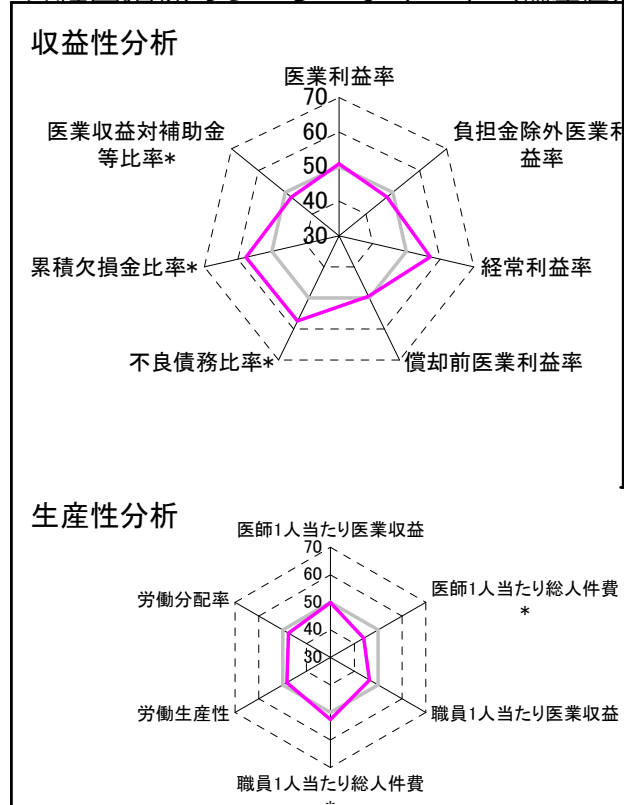 収益性分析
医業利益率
70
60
50
40
30
負担金除外医業利
益率
経常利益率
償却前医業利益率
不良債務比率*
累積欠損金比率*
医業収益対補助金
等比率*
生産性分析
医師1人当たり医業収益
70
60
50
40
30
医師1人当たり総人件費
*
職員1人当たり医業収益
職員1人当たり総人件費
*
労働生産性
労働分配率